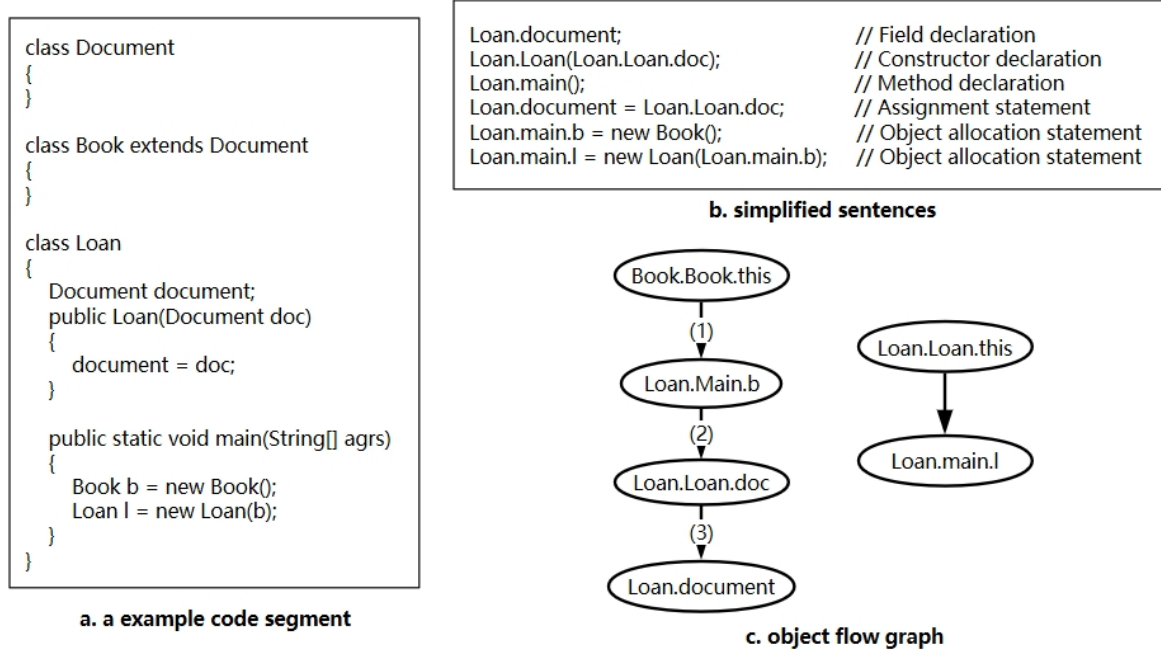 class Document
{
}
class Book extends Document
{
}
class Loan
{
Document document;
public Loan(Document doc)
{
document = doc;
}
public static void main(String[] agrs)
{
Book b = new Book();
Loan l = new Loan(b);
}
}
a. a example code segment
Loan.document; // Field declaration
Loan.Loan(Loan.Loan.doc); // Constructor declaration
Loan.main(); // Method declaration
Loan.document = Loan.Loan.doc; // Assignment statement
Loan.main.b = new Book(); // Object allocation statement
Loan.main.l = new Loan(Loan.main.b); // Object allocation statement
b. simplified sentences
Book.Book.this
(1)
Loan.Main.b
(2)
Loan.Loan.doc
(3)
Loan.document
Loan.Loan.this
Loan.main.l
c. object flow graph